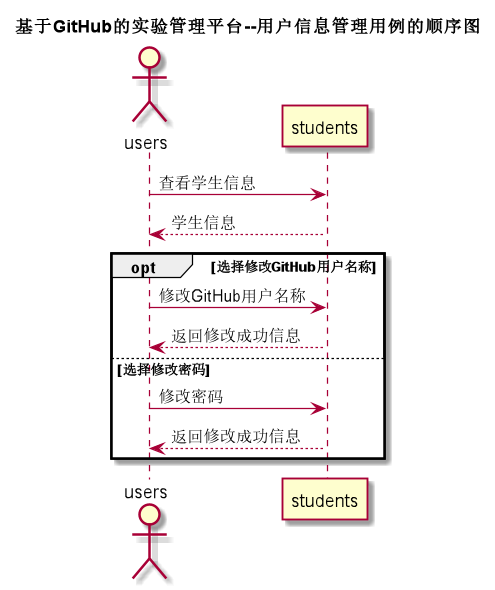 基于GitHub的实验管理平台--用户信息管理用例的顺序图
users
students
查看学生信息
学生信息
opt [选择修改GitHub用户名称]
修改GitHub用户名称
返回修改成功信息
[选择修改密码]
修改密码
返回修改成功信息
users
students